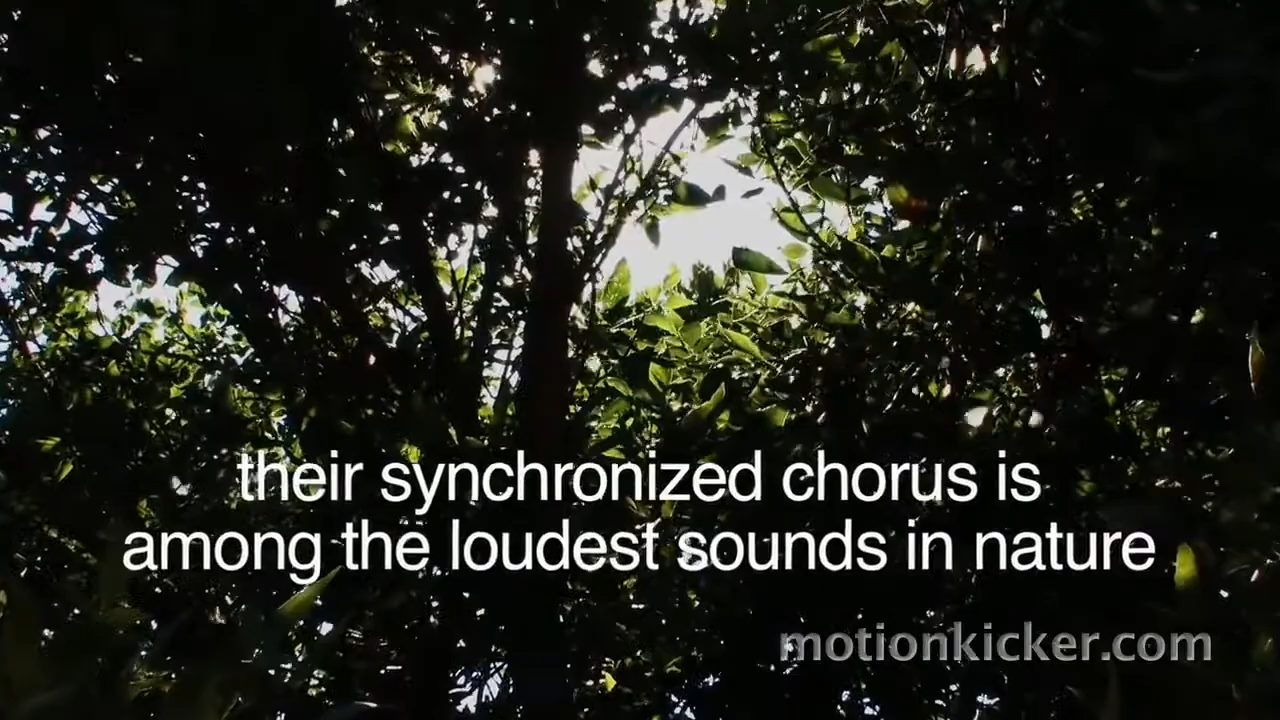 their synchronized chorus is
among the loudest sounds in nature
motionkicker.com